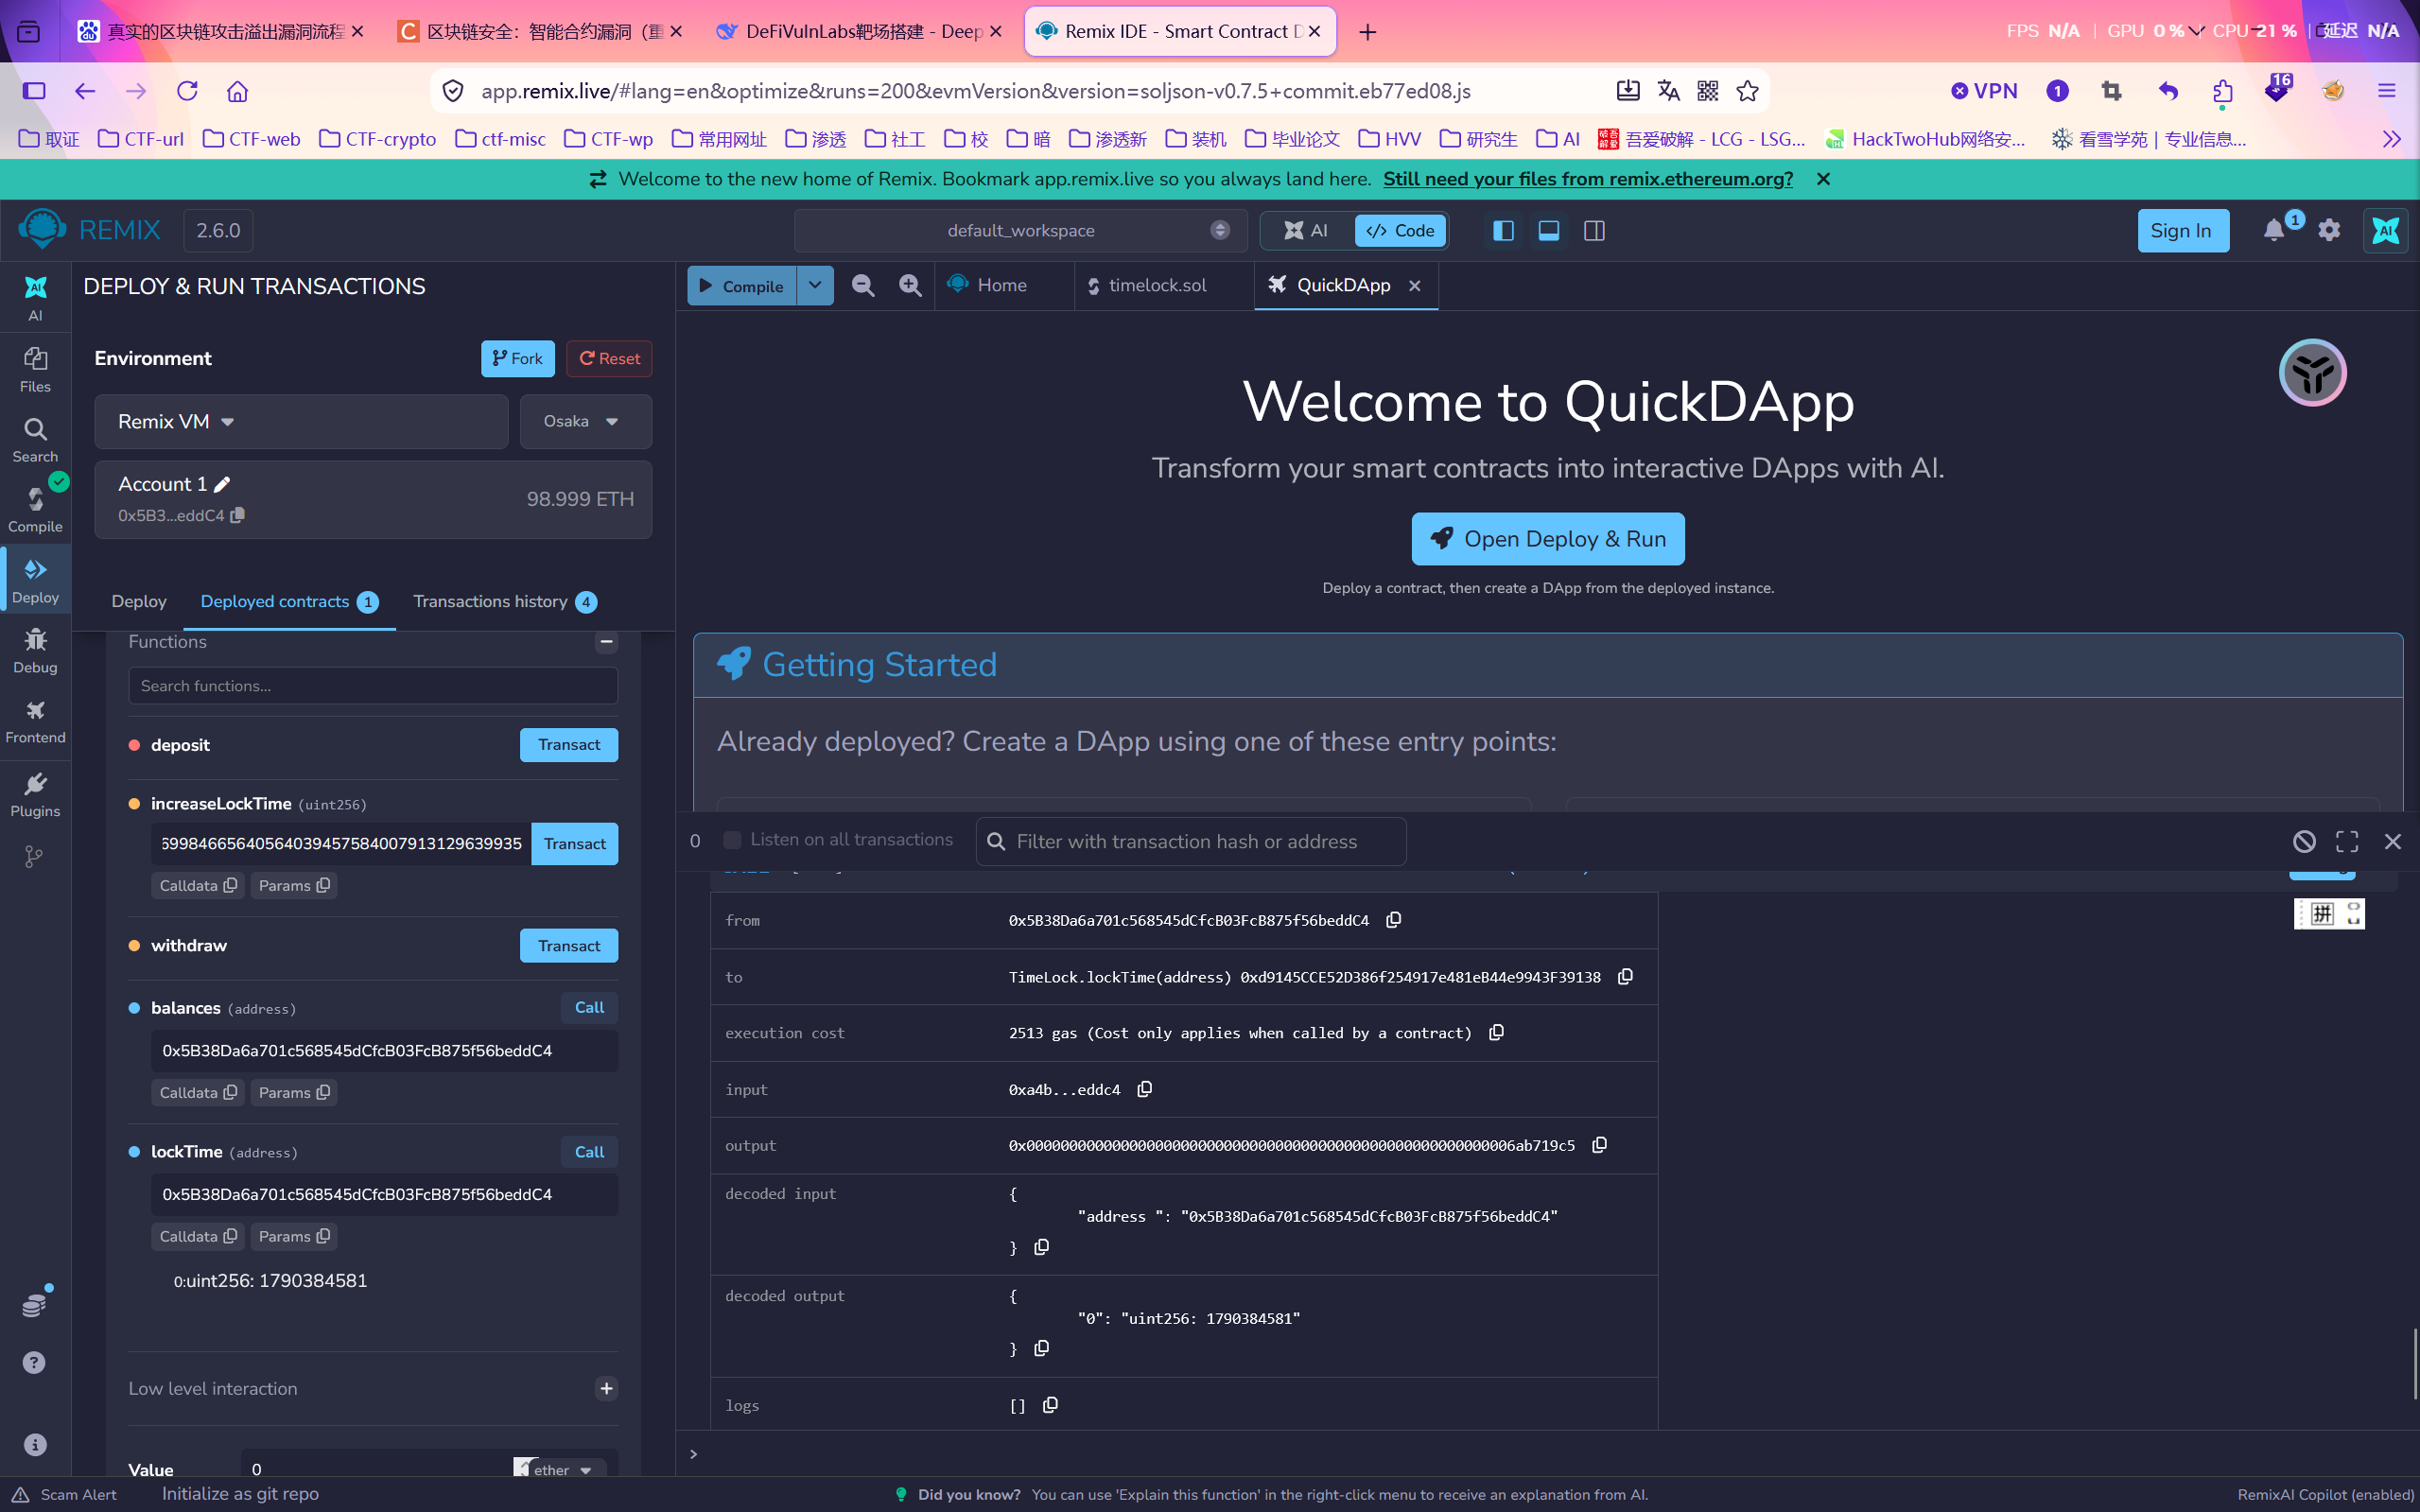 真实的区块链攻击溢出漏洞流程
区块链安全：智能合约漏洞（重
DeFiVulnLabs靶场搭建 - Deep
Remix IDE - Smart Contract D
FPS N/A GPU 0 % CPU 21 % 延迟 N/A
app.remix.live/#lang=en&optimize&runs=200&evmVersion&version=soljson-v0.7.5+commit.eb77ed08.js
VPN
1
16
取证 CTF-url CTF-web CTF-crypto ctf-misc CTF-wp 常用网址 渗透 社工 校 暗 渗透新 装机 毕业论文 HVV 研究生 AI 吾爱破解 - LCG - LSG... HackTwoHub网络安... 看雪学苑 | 专业信息...
Welcome to the new home of Remix. Bookmark app.remix.live so you always land here. Still need your files from remix.ethereum.org?
REMIX 2.6.0
default_workspace
AI </> Code
Sign In
1
AI
AI
Files
Search
Compile
Deploy
Debug
Frontend
Plugins
DEPLOY & RUN TRANSACTIONS
Environment
Fork Reset
Remix VM Osaka
Account 1
98.999 ETH
0x5B3...eddC4
Deploy Deployed contracts 1 Transactions history 4
Functions
Search functions...
deposit Transact
increaseLockTime (uint256)
699846656405640394575840079131296399​35 Transact
Calldata Params
withdraw Transact
balances (address) Call
0x5B38Da6a701c568545dCfcB03FcB875f56beddC4
Calldata Params
lockTime (address) Call
0x5B38Da6a701c568545dCfcB03FcB875f56beddC4
Calldata Params
0:uint256: 1790384581
Low level interaction
Value 0 ether
Compile
Home timelock.sol QuickDApp
Welcome to QuickDApp
Transform your smart contracts into interactive DApps with AI.
Open Deploy & Run
Deploy a contract, then create a DApp from the deployed instance.
Getting Started
Already deployed? Create a DApp using one of these entry points:
0 Listen on all transactions Filter with transaction hash or address
from 0x5B38Da6a701c568545dCfcB03FcB875f56beddC4
拼
to TimeLock.lockTime(address) 0xd9145CCE52D386f254917e481eB44e9943F39138
execution cost 2513 gas (Cost only applies when called by a contract)
input 0xa4b...eddc4
output 0x000000000000000000000000000000000000000000000000000000006ab719c5
decoded input {
"address ": "0x5B38Da6a701c568545dCfcB03FcB875f56beddC4"
}
decoded output {
"0": "uint256: 1790384581"
}
logs []
>
Scam Alert Initialize as git repo
Did you know? You can use 'Explain this function' in the right-click menu to receive an explanation from AI.
RemixAI Copilot (enabled)